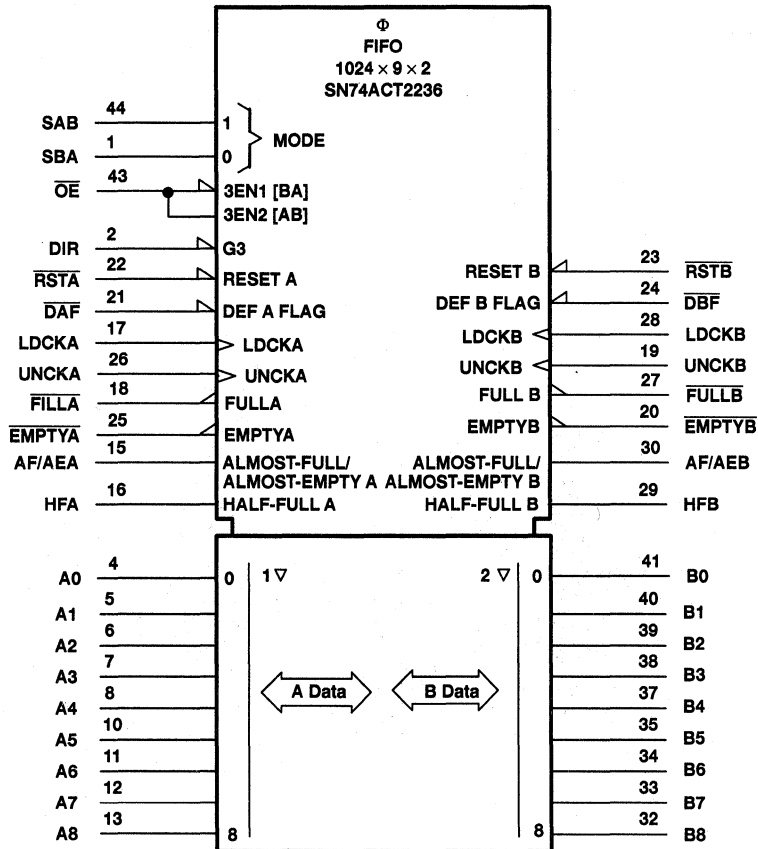 Φ
FIFO
1024 × 9 × 2
SN74ACT2236
SAB 44 1
SBA 1 0
MODE
OE 43 3EN1 [BA]
3EN2 [AB]
DIR 2 G3
RSTA 22 RESET A
DAF 21 DEF A FLAG
LDCKA 17 LDCKA
UNCKA 26 UNCKA
FILLA 18 FULLA
EMPTYA 25 EMPTYA
AF/AEA 15 ALMOST-FULL/
ALMOST-EMPTY A
HFA 16 HALF-FULL A
RESET B 23 RSTB
DEF B FLAG 24 DBF
LDCKB 28 LDCKB
UNCKB 19 UNCKB
FULL B 27 FULLB
EMPTYB 20 EMPTYB
ALMOST-FULL/ 30 AF/AEB
ALMOST-EMPTY B
HALF-FULL B 29 HFB
A0 4 0 1 ▽
A1 5
A2 6
A3 7
A4 8
A5 10
A6 11
A7 12
A8 13 8
A Data
B Data
2 ▽ 0 41 B0
40 B1
39 B2
38 B3
37 B4
35 B5
34 B6
33 B7
8 32 B8